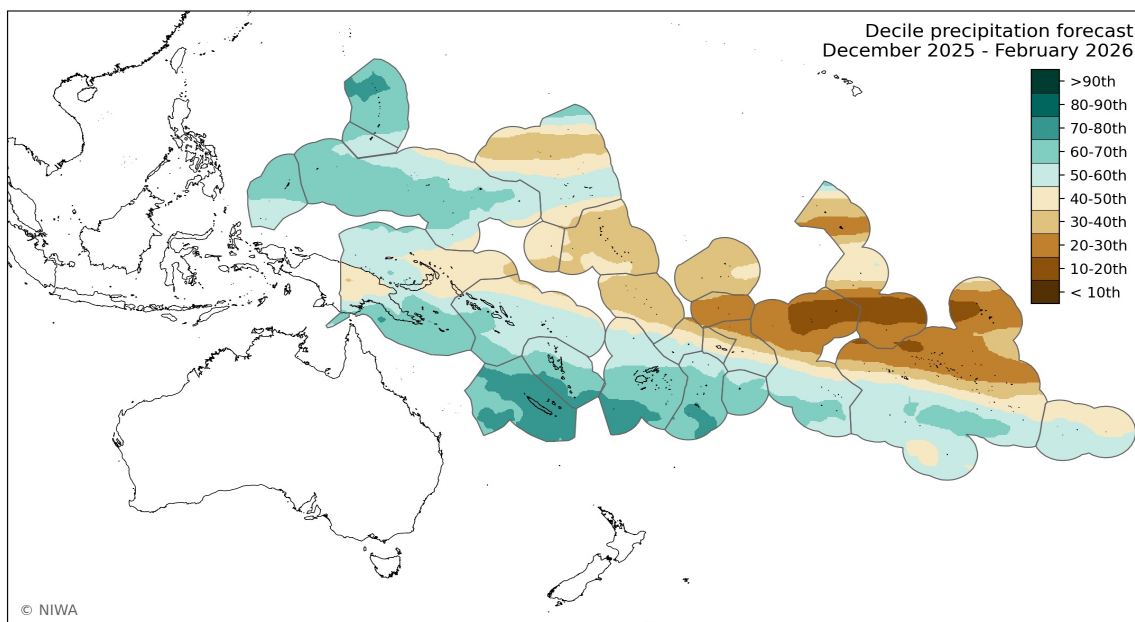 Decile precipitation forecast
December 2025 - February 2026
>90th
80-90th
70-80th
60-70th
50-60th
40-50th
30-40th
20-30th
10-20th
< 10th
© NIWA